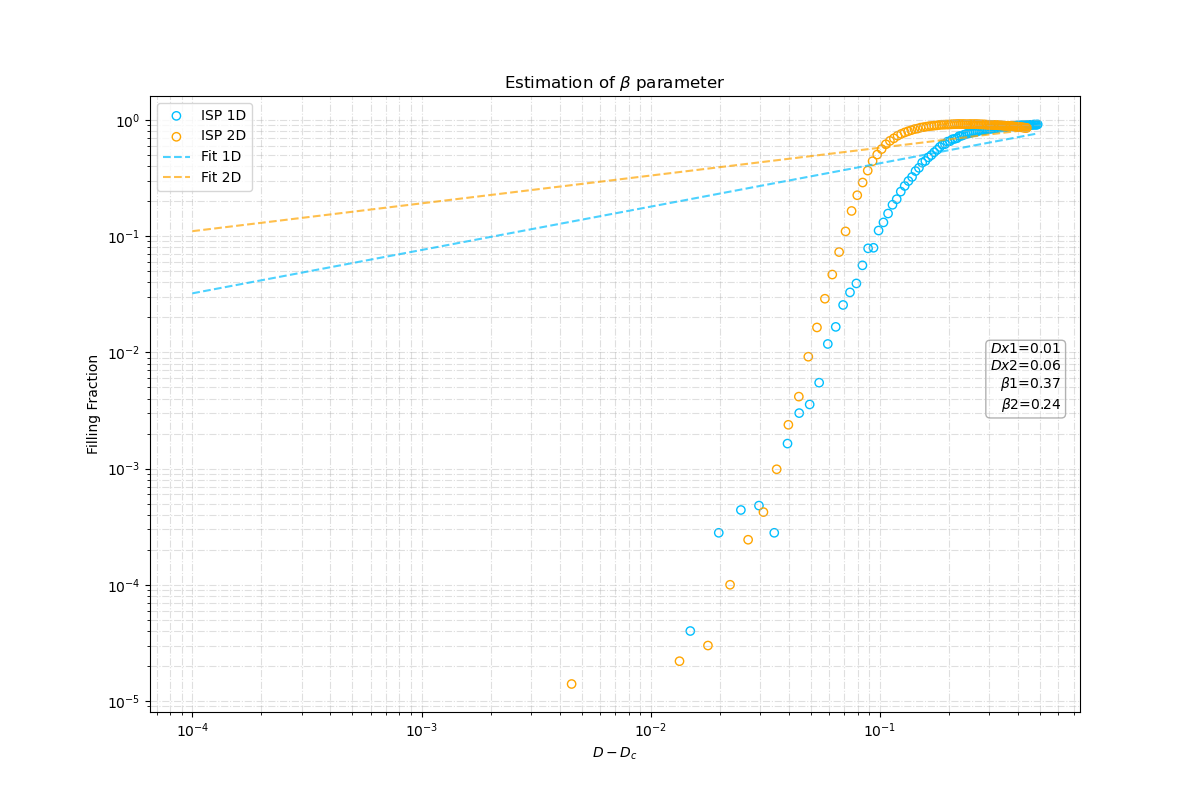 Estimation of β parameter
ISP 1D
ISP 2D
Fit 1D
Fit 2D
Filling Fraction
10⁰
10⁻¹
10⁻²
10⁻³
10⁻⁴
10⁻⁵
Dx1=0.01
Dx2=0.06
β1=0.37
β2=0.24
10⁻⁴
10⁻³
10⁻²
10⁻¹
D − D_c